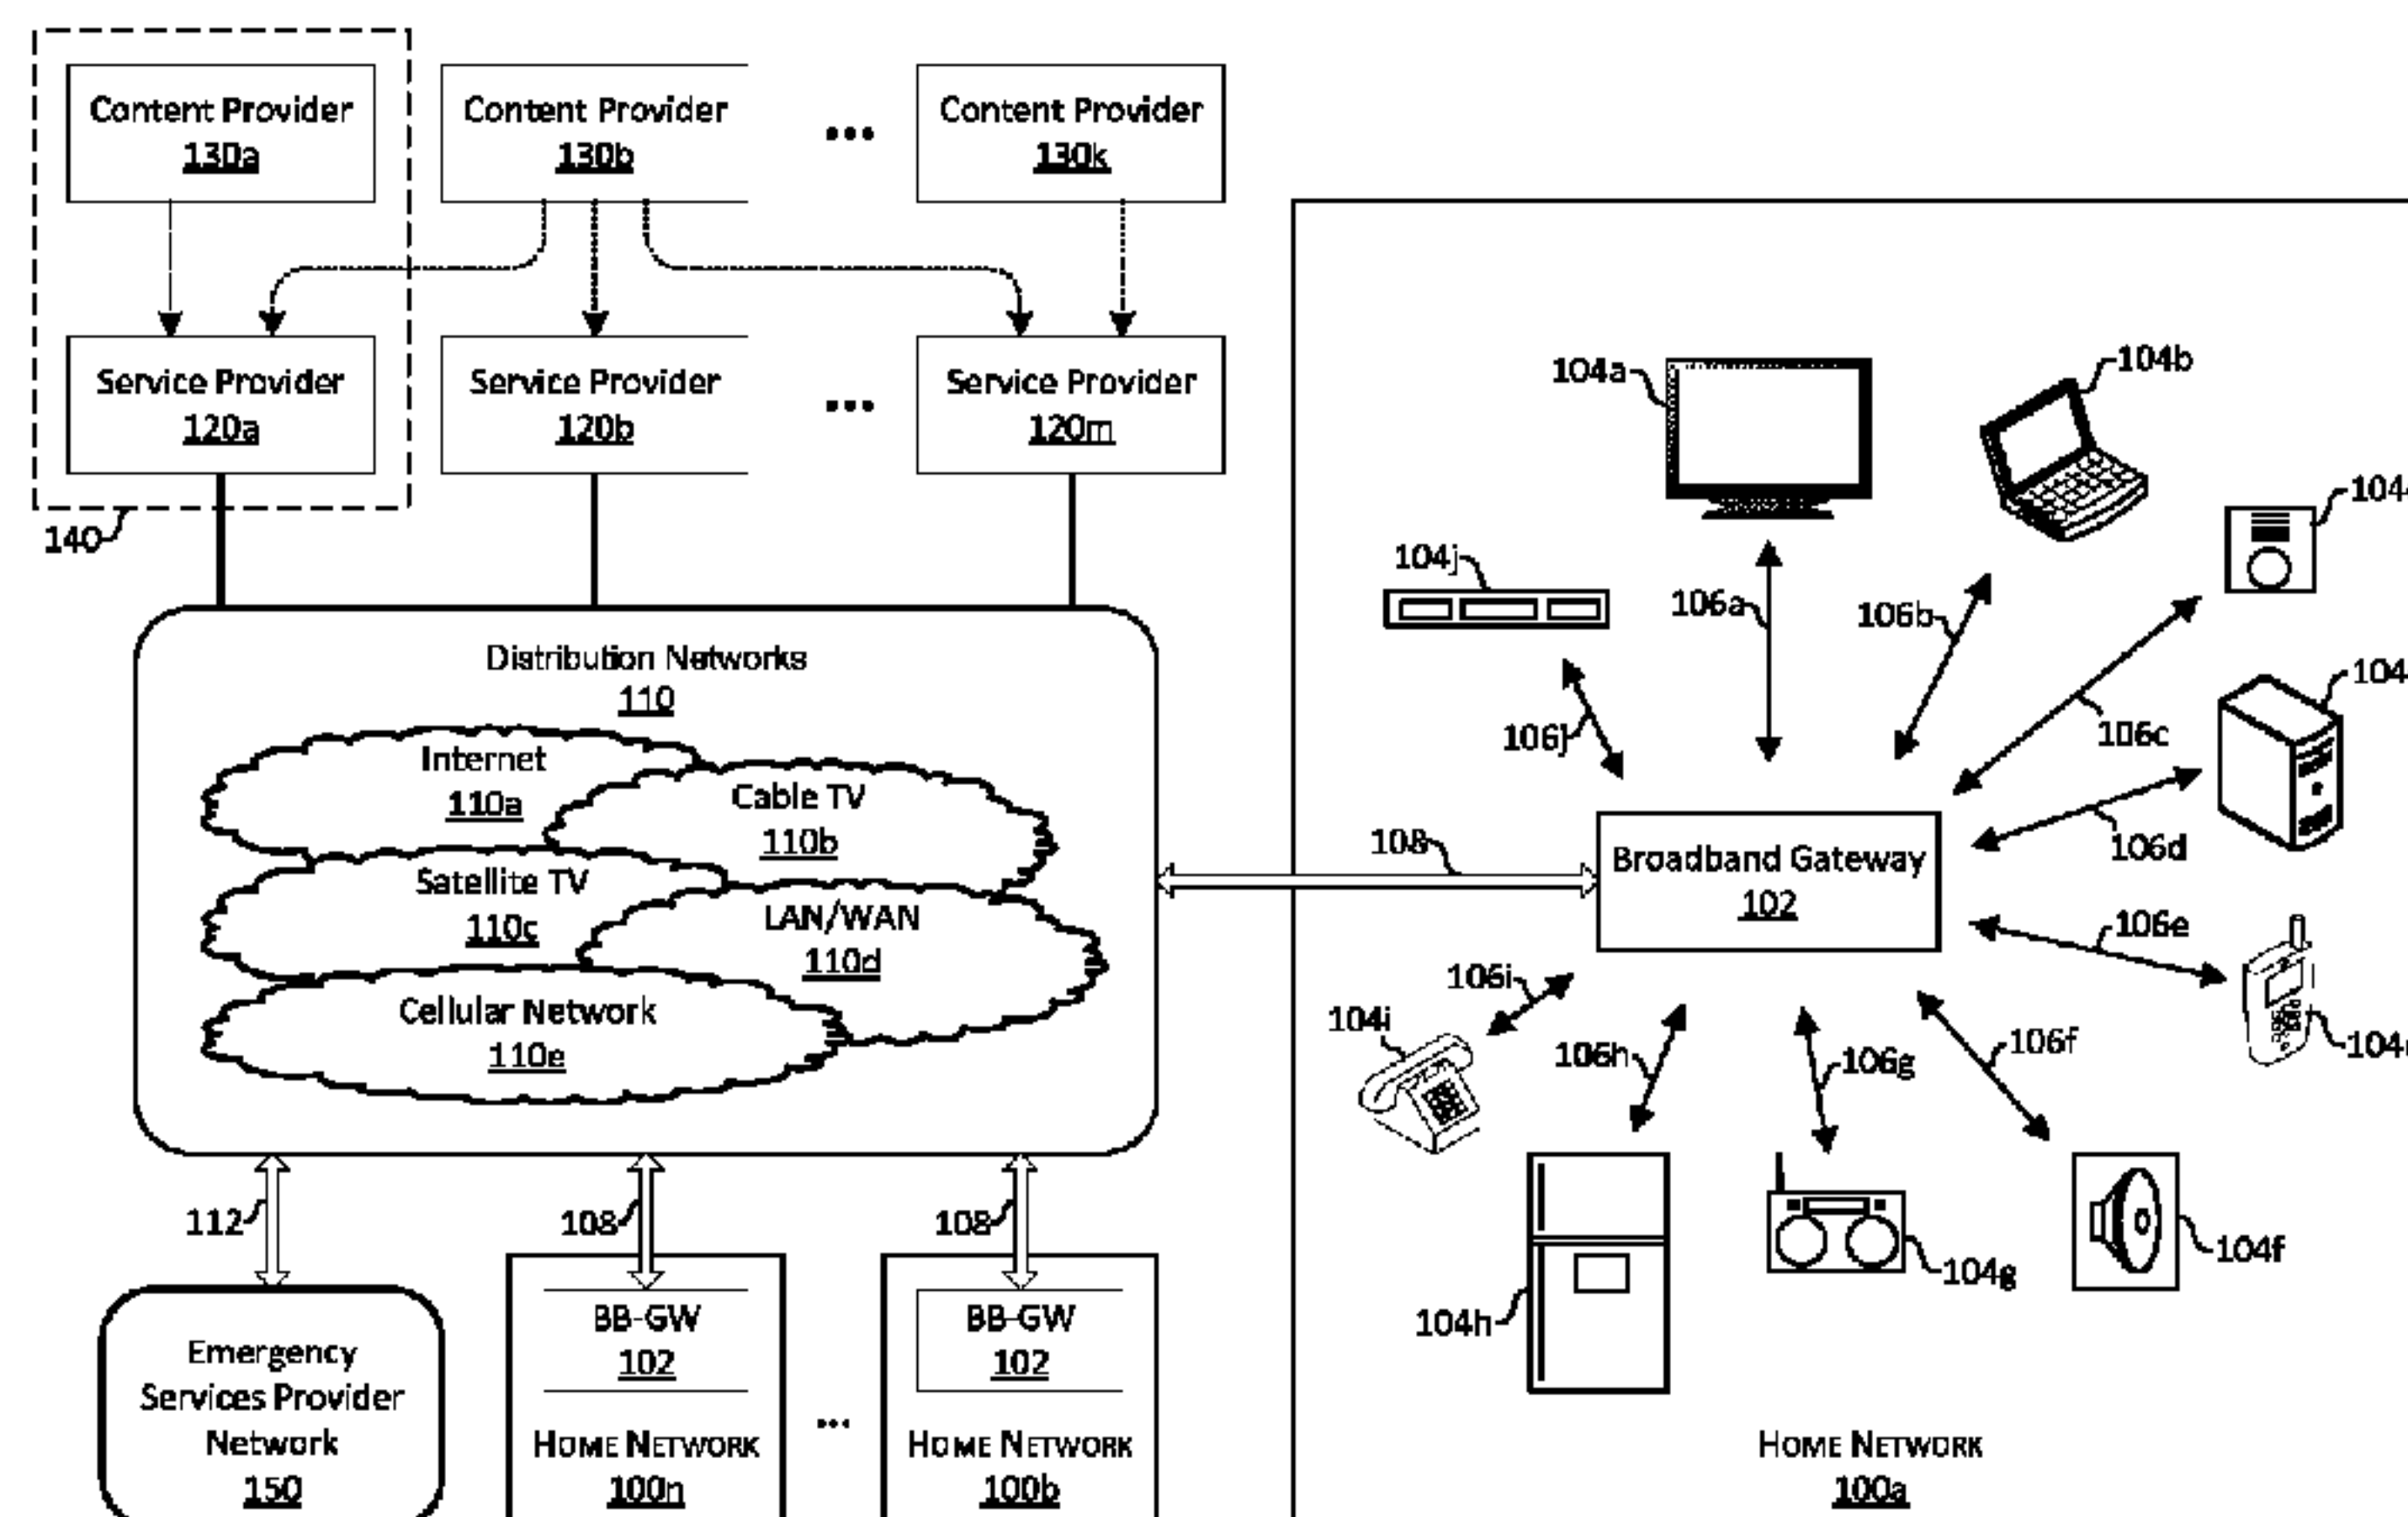 Content Provider
130a
Content Provider
130b
•••
Content Provider
130k
Service Provider
120a
Service Provider
120b
•••
Service Provider
120m
140
Distribution Networks
110
Internet
110a
Cable TV
110b
Satellite TV
110c
LAN/WAN
110d
Cellular Network
110e
112
108
108
Emergency
Services Provider
Network
150
BB-GW
102
HOME NETWORK
100n
...
BB-GW
102
HOME NETWORK
100b
108
104a
104b
104j
106a
106b
106j
106c
106d
Broadband Gateway
102
106e
106i
104i
106h
106g
106f
104h
104g
104f
HOME NETWORK
100a